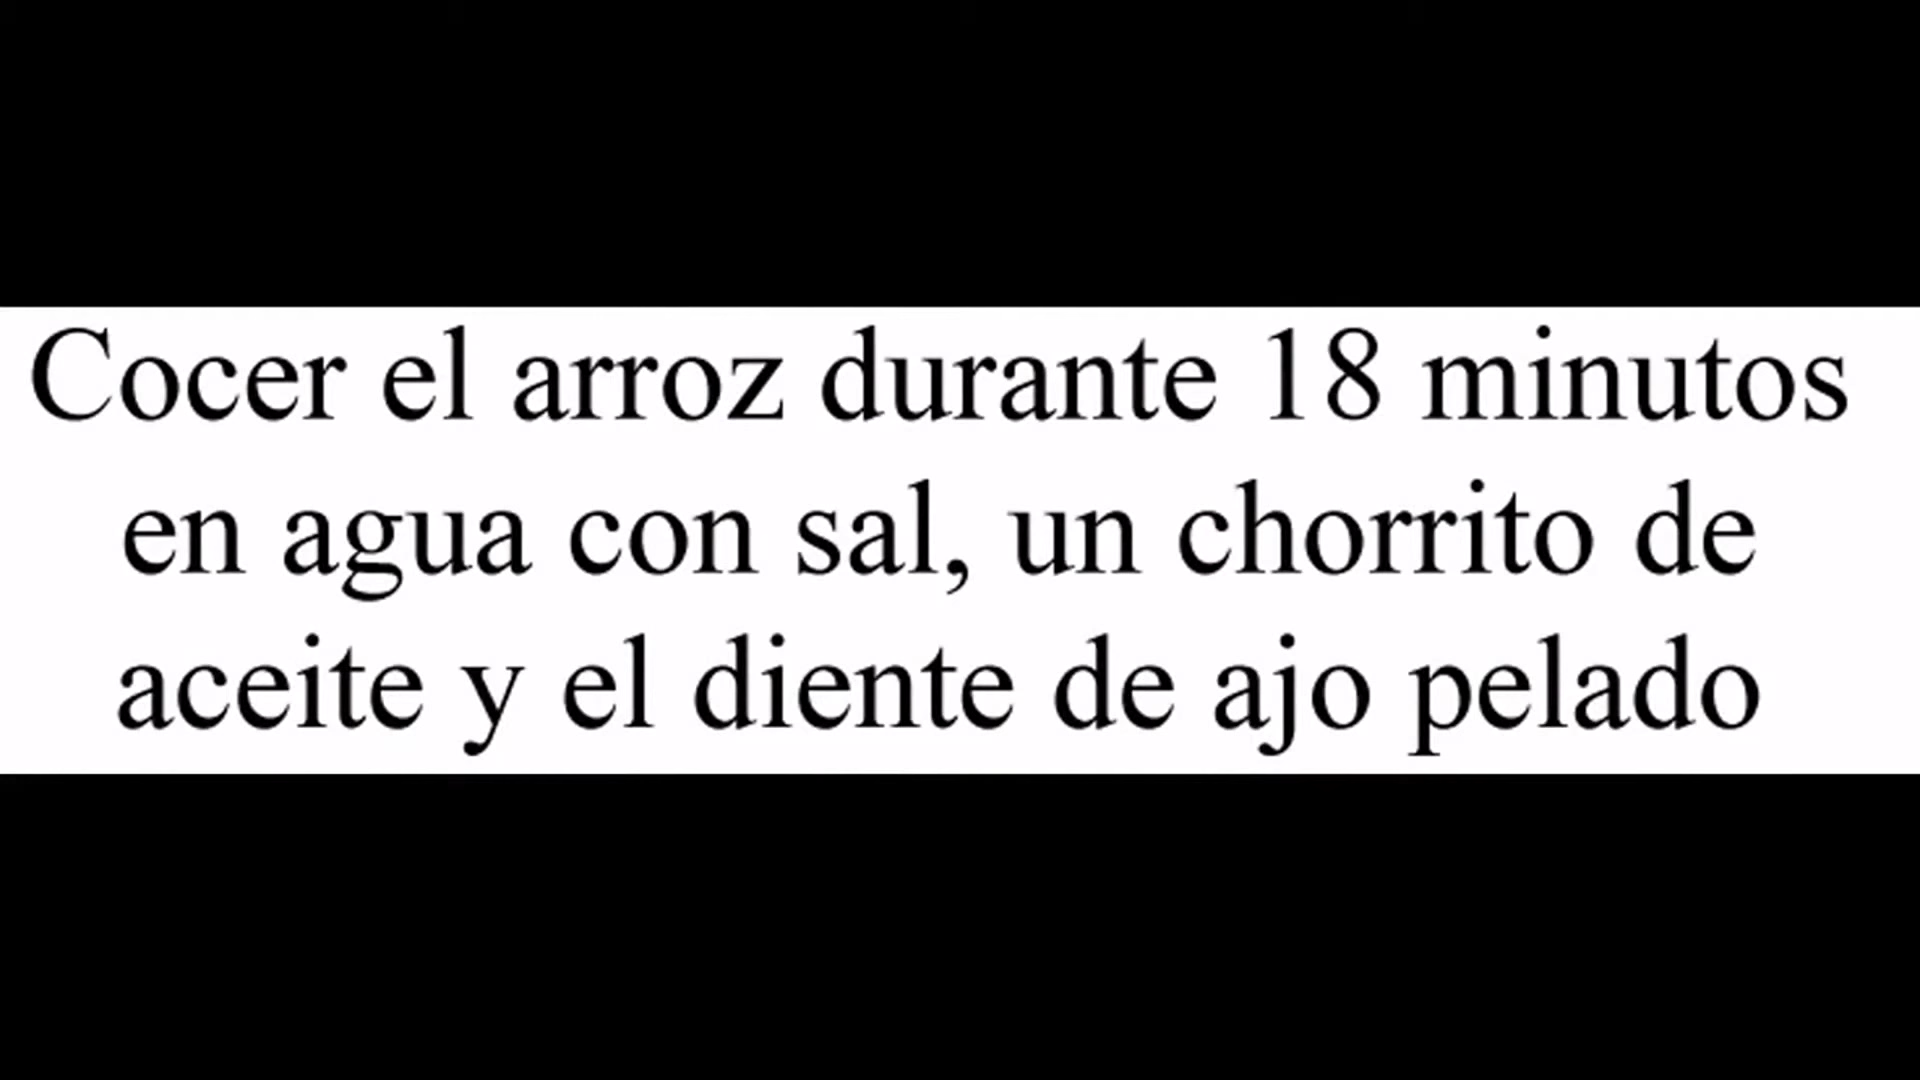 Cocer el arroz durante 18 minutos
en agua con sal, un chorrito de
aceite y el diente de ajo pelado